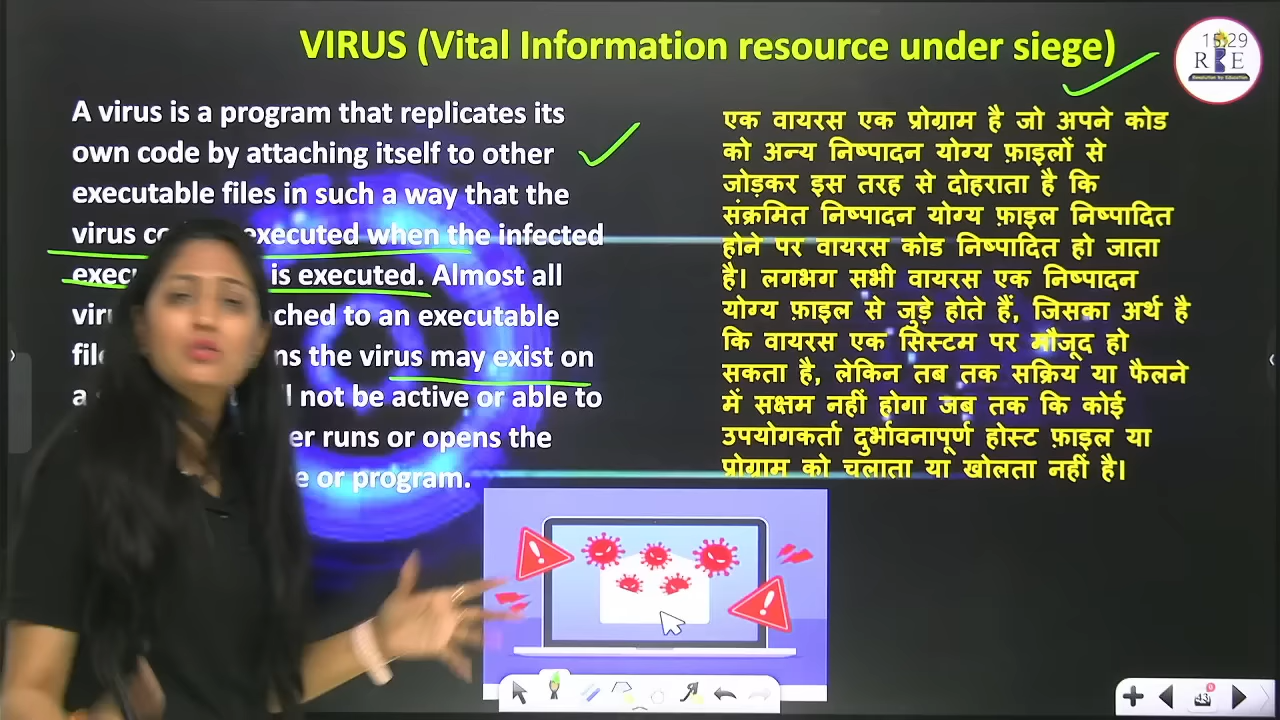 VIRUS (Vital Information resource under siege)
15:29
R E
A virus is a program that replicates its
own code by attaching itself to other
executable files in such a way that the
virus executed when the infected
is executed. Almost all
to an executable
the virus may exist on
a not be active or able to
runs or opens the
or program.
एक वायरस एक प्रोग्राम है जो अपने कोड
को अन्य निष्पादन योग्य फ़ाइलों से
जोड़कर इस तरह से दोहराता है कि
संक्रमित निष्पादन योग्य फ़ाइल निष्पादित
होने पर वायरस कोड निष्पादित हो जाता
है। लगभग सभी वायरस एक निष्पादन
योग्य फ़ाइल से जुड़े होते हैं, जिसका अर्थ है
कि वायरस एक सिस्टम पर मौजूद हो
सकता है, लेकिन तब तक सक्रिय या फैलने
में सक्षम नहीं होगा जब तक कि कोई
उपयोगकर्ता दुर्भावनापूर्ण होस्ट फ़ाइल या
प्रोग्राम को चलाता या खोलता नहीं है।